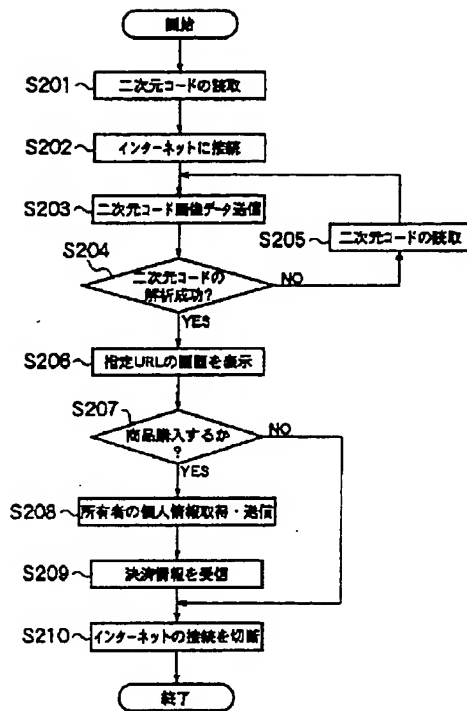 開始
S201
二次元コードの読取
S202
インターネットに接続
S203
二次元コード画像データ送信
S204
二次元コードの
解析成功?
NO
S205
二次元コードの読取
YES
S206
指定URLの画面を表示
S207
商品購入するか
?
NO
YES
S208
所有者の個人情報取得・送信
S209
決済情報を受信
S210
インターネットの接続を切断
終了